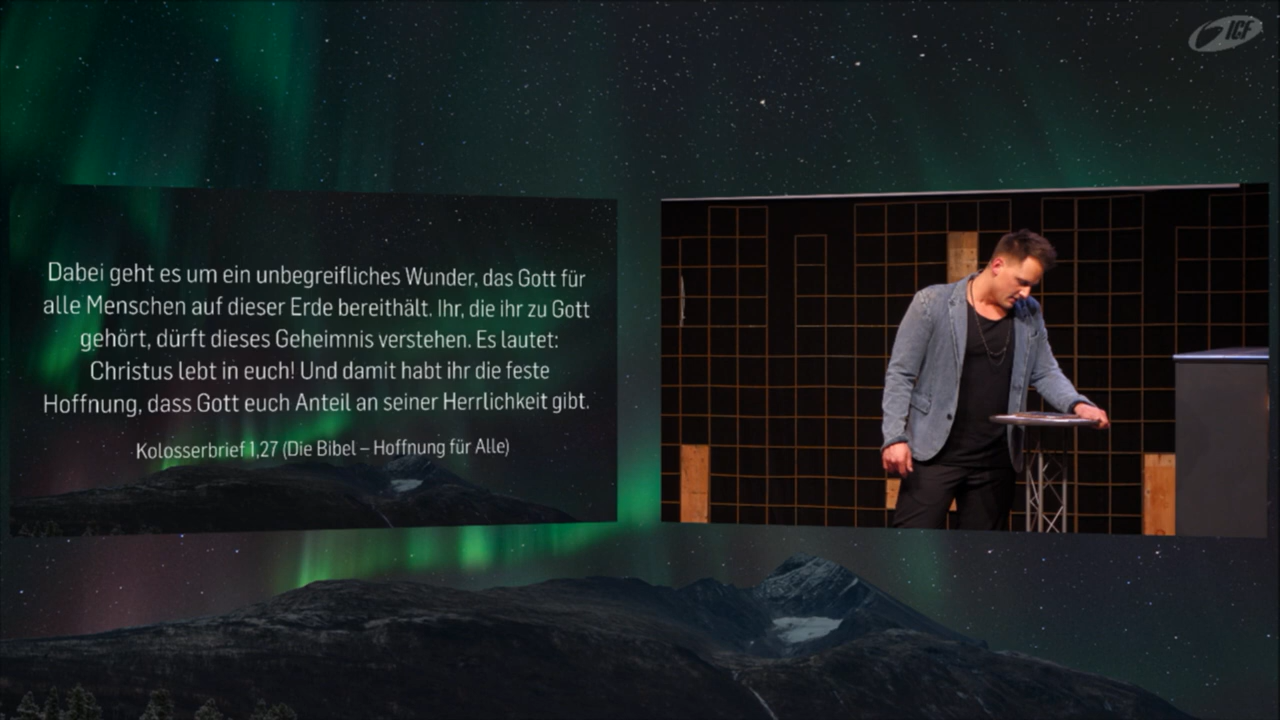 ICF
Dabei geht es um ein unbegreifliches Wunder, das Gott für
alle Menschen auf dieser Erde bereithält. Ihr, die ihr zu Gott
gehört, dürft dieses Geheimnis verstehen. Es lautet:
Christus lebt in euch! Und damit habt ihr die feste
Hoffnung, dass Gott euch Anteil an seiner Herrlichkeit gibt.
Kolosserbrief 1,27 (Die Bibel – Hoffnung für Alle)